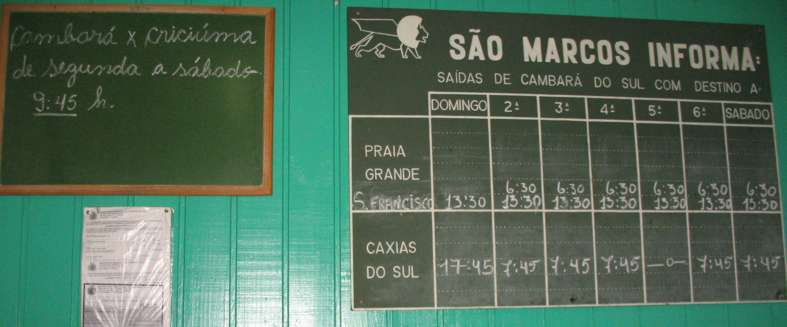 Cambará x Criciúma
de segunda a sábado
9:45 h.
SÃO MARCOS INFORMA:
SAÍDAS DE CAMBARÁ DO SUL COM DESTINO A:
DOMINGO 2ª 3ª 4ª 5ª 6ª SABADO
PRAIA
GRANDE
6:30 6:30 6:30 6:30 6:30 6:30
S. FRANCISCO 13:30 13:30 13:30 13:30 13:30 13:30 13:30
CAXIAS
DO SUL
17:45 7:45 7:45 7:45 —o— 7:45 7:45